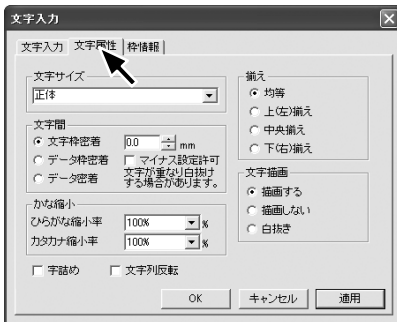 文字入力
文字入力 文字属性 枠情報
文字サイズ
正体
文字間
文字枠密着 0.0 mm
データ枠密着 マイナス設定許可
データ密着 文字が重なり白抜け
する場合があります。
かな縮小
ひらがな縮小率 100% %
カタカナ縮小率 100% %
字詰め 文字列反転
揃え
均等
上(左)揃え
中央揃え
下(右)揃え
文字描画
描画する
描画しない
白抜き
OK キャンセル 適用